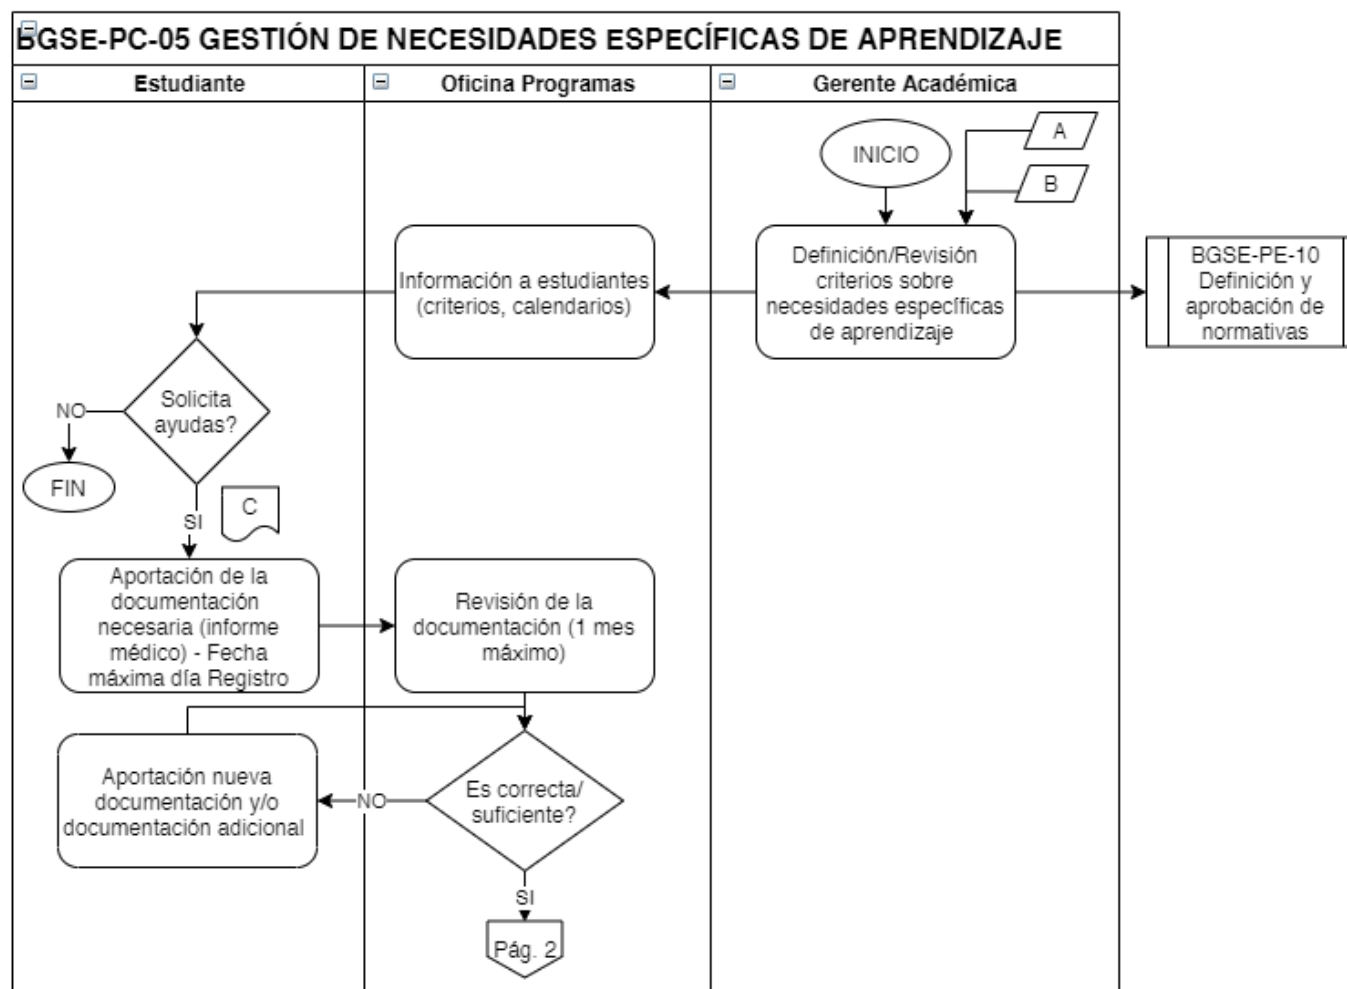 BGSE-PC-05 GESTIÓN DE NECESIDADES ESPECÍFICAS DE APRENDIZAJE
Estudiante
Oficina Programas
Gerente Académica
INICIO
A
B
Información a estudiantes
(criterios, calendarios)
Definición/Revisión
criterios sobre
necesidades específicas
de aprendizaje
BGSE-PE-10
Definición y
aprobación de
normativas
Solicita
ayudas?
NO
FIN
SI
C
Aportación de la
documentación
necesaria (informe
médico) - Fecha
máxima día Registro
Revisión de la
documentación (1 mes
máximo)
Aportación nueva
documentación y/o
documentación adicional
NO
Es correcta/
suficiente?
SI
Pág. 2